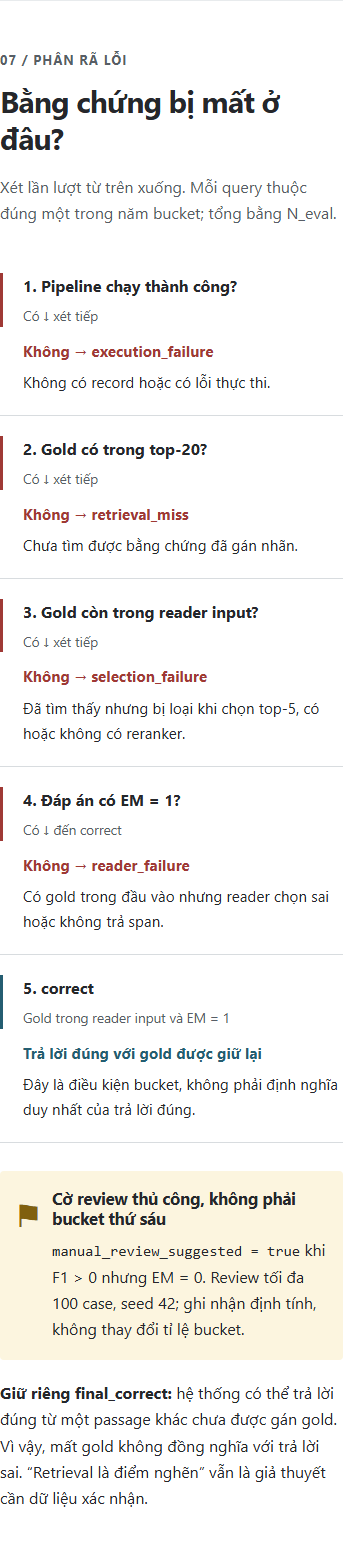 07 / PHÂN RÃ LỖI
Bằng chứng bị mất ở
đâu?
Xét lần lượt từ trên xuống. Mỗi query thuộc
đúng một trong năm bucket; tổng bằng N_eval.
1. Pipeline chạy thành công?
Có ↓ xét tiếp
Không → execution_failure
Không có record hoặc có lỗi thực thi.
2. Gold có trong top-20?
Có ↓ xét tiếp
Không → retrieval_miss
Chưa tìm được bằng chứng đã gán nhãn.
3. Gold còn trong reader input?
Có ↓ xét tiếp
Không → selection_failure
Đã tìm thấy nhưng bị loại khi chọn top-5, có
hoặc không có reranker.
4. Đáp án có EM = 1?
Có ↓ đến correct
Không → reader_failure
Có gold trong đầu vào nhưng reader chọn sai
hoặc không trả span.
5. correct
Gold trong reader input và EM = 1
Trả lời đúng với gold được giữ lại
Đây là điều kiện bucket, không phải định nghĩa
duy nhất của trả lời đúng.
Cờ review thủ công, không phải
bucket thứ sáu
manual_review_suggested = true khi
F1 > 0 nhưng EM = 0. Review tối đa
100 case, seed 42; ghi nhận định tính,
không thay đổi tỉ lệ bucket.
Giữ riêng final_correct: hệ thống có thể trả lời
đúng từ một passage khác chưa được gán gold.
Vì vậy, mất gold không đồng nghĩa với trả lời
sai. “Retrieval là điểm nghẽn” vẫn là giả thuyết
cần dữ liệu xác nhận.